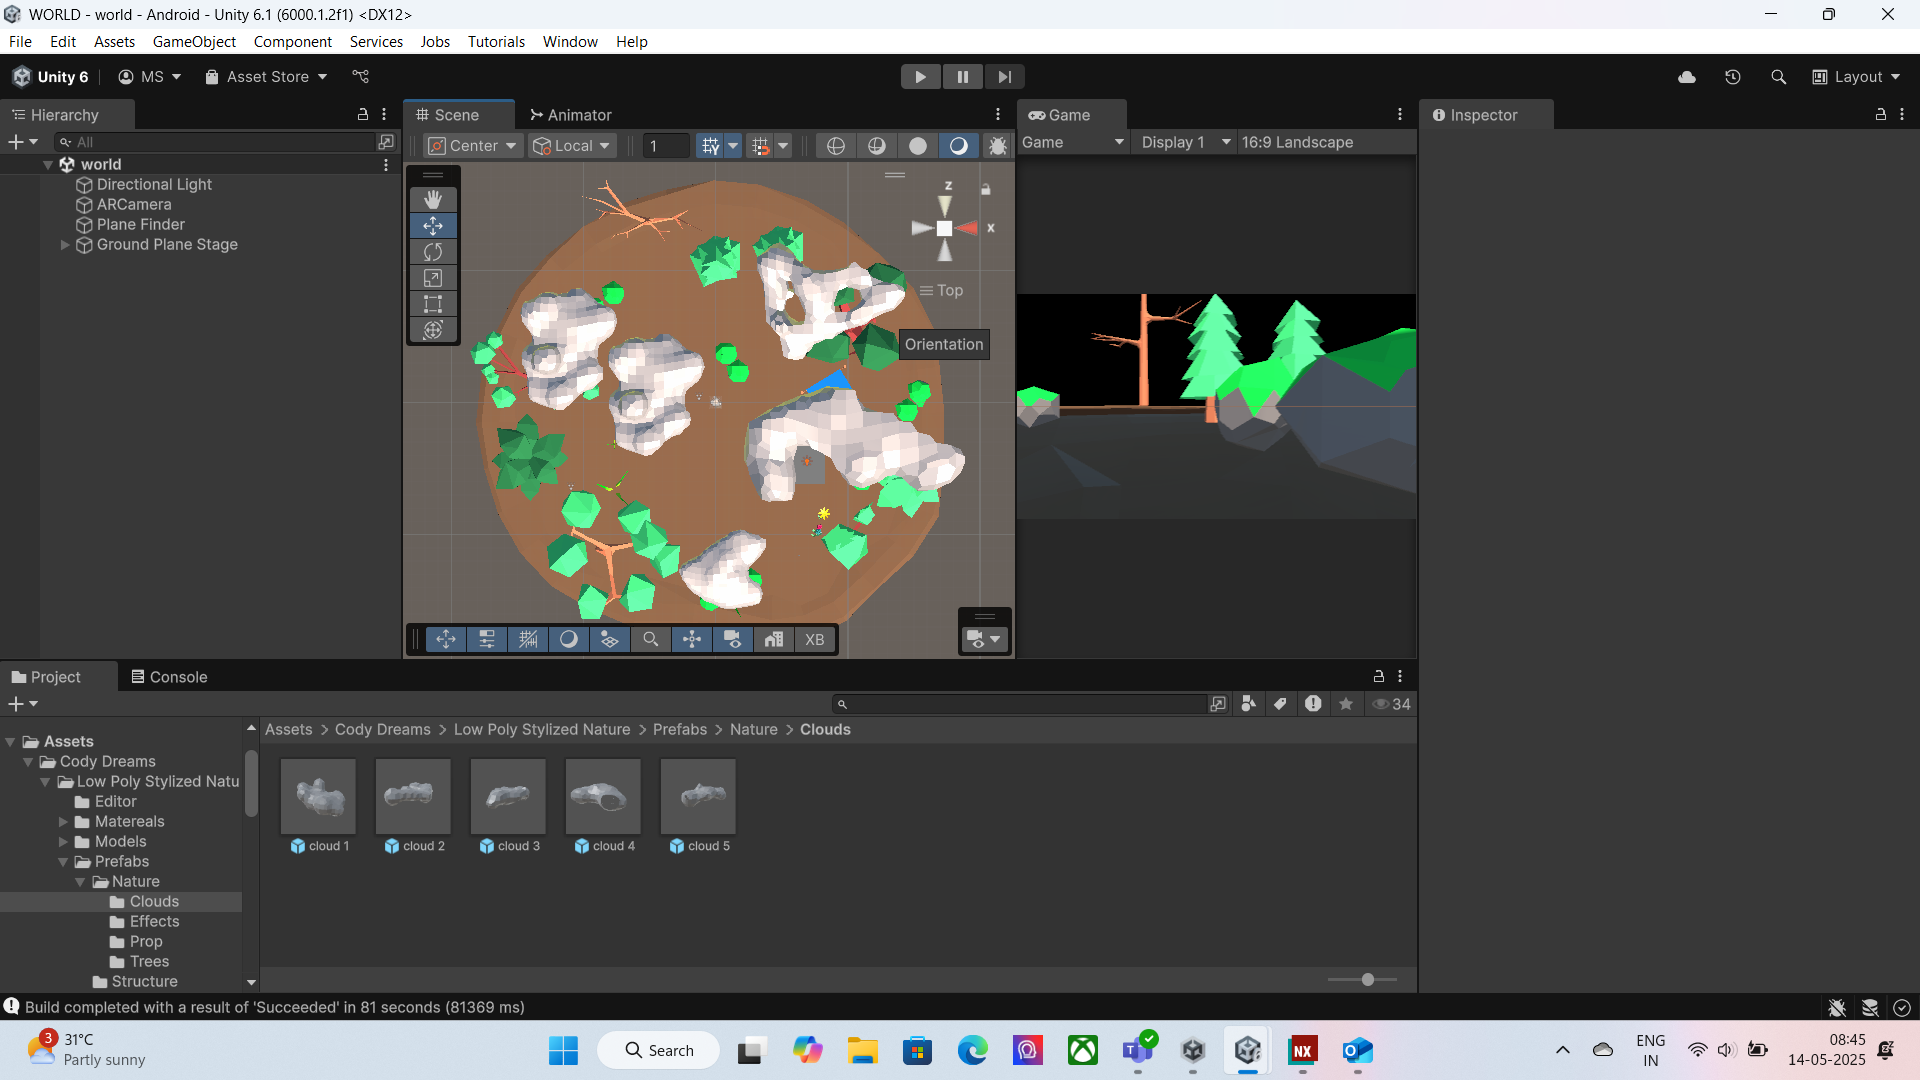 WORLD - world - Android - Unity 6.1 (6000.1.2f1) <DX12>
File Edit Assets GameObject Component Services Jobs Tutorials Window Help
Unity 6 MS Asset Store Layout
Hierarchy
All
world
Directional Light
ARCamera
Plane Finder
Ground Plane Stage
Scene Animator
Center Local 1
z
x
Top
Orientation
XB
Game
Game Display 1 16:9 Landscape
Inspector
Project Console
34
Assets
Cody Dreams
Low Poly Stylized Natu
Editor
Matereals
Models
Prefabs
Nature
Clouds
Effects
Prop
Trees
Structure
Assets > Cody Dreams > Low Poly Stylized Nature > Prefabs > Nature > Clouds
cloud 1 cloud 2 cloud 3 cloud 4 cloud 5
Build completed with a result of 'Succeeded' in 81 seconds (81369 ms)
3
31°C
Partly sunny
Search
NX
ENG
IN
08:45
14-05-2025